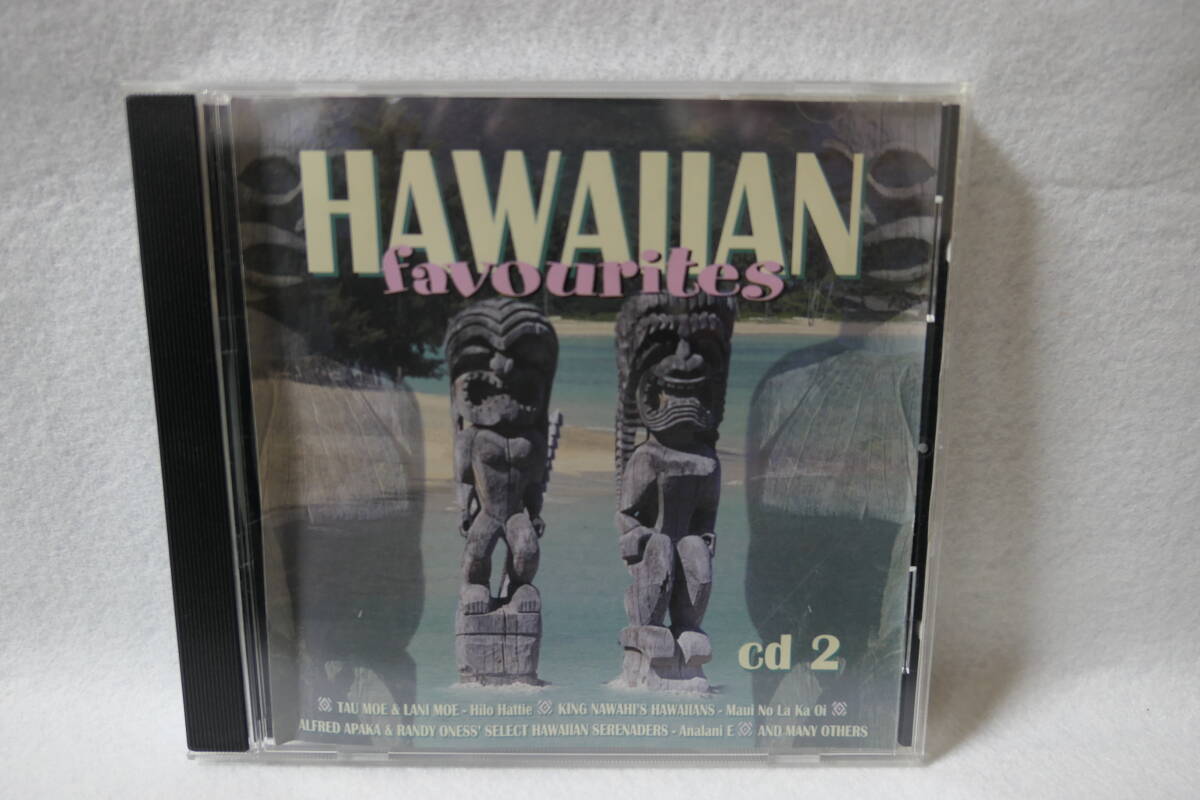 HAWAIIAN
favourites
cd 2
TAU MOE & LANI MOE - Hilo Hattie KING NAWAHI'S HAWAIIANS - Maui No La Ka Oi
ALFRED APAKA & RANDY ONESS' SELECT HAWAIIAN SERENADERS - Analani E AND MANY OTHERS